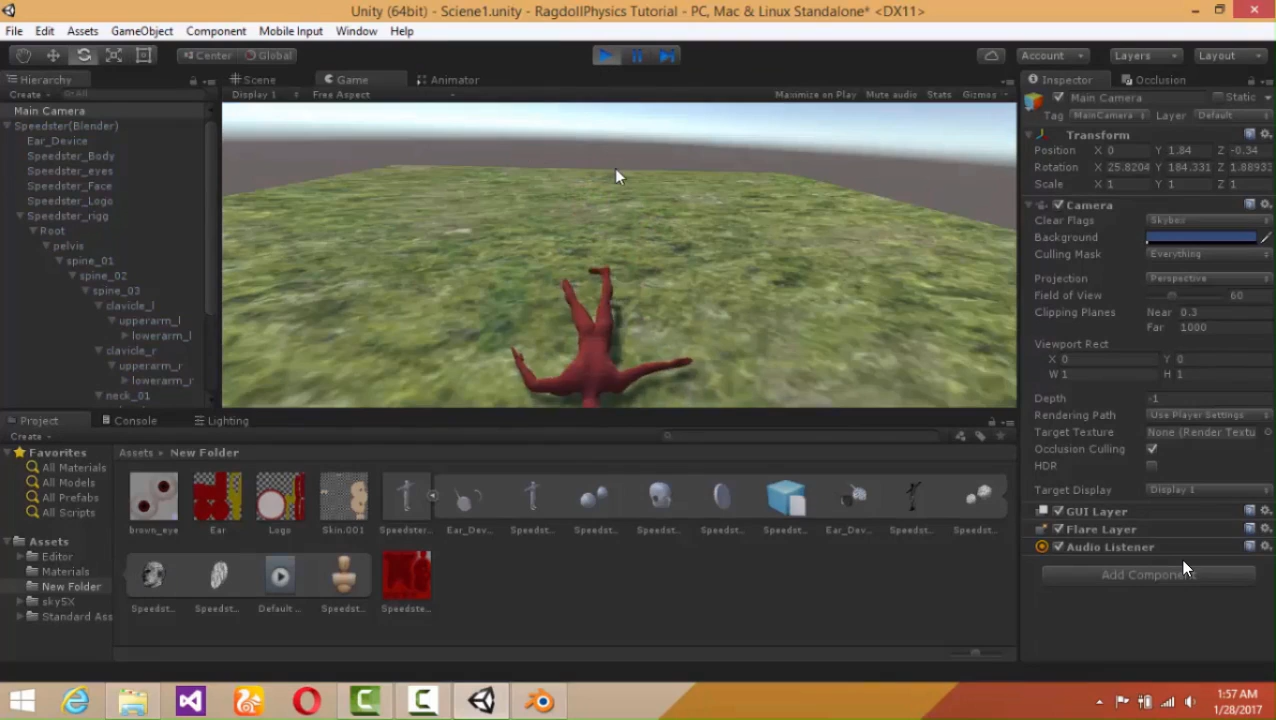 Unity (64bit) - Sciene1.unity - RagdollPhysics Tutorial - PC, Mac & Linux Standalone* <DX11>
File Edit Assets GameObject Component Mobile Input Window Help
Center Global Account Layers Layout
Hierarchy Scene Game Animator Inspector Occlusion
Create All Display 1 Free Aspect Maximize on Play Mute audio Stats Gizmos Main Camera Static
Main Camera
Tag MainCamera Layer Default
Speedster(Blender)
Transform
Ear_Device
Position X 0 Y 1.84 Z -0.34
Speedster_Body
Rotation X 25.8204 Y 184.331 Z 1.88933
Speedster_eyes
Scale X 1 Y 1 Z 1
Speedster_Face
Speedster_Logo
Camera
Speedster_rigg
Clear Flags Skybox
Root
Background
pelvis
Culling Mask Everything
spine_01
spine_02
Projection Perspective
spine_03
Field of View 60
clavicle_l
Clipping Planes Near 0.3
upperarm_l
Far 1000
lowerarm_l
Viewport Rect
clavicle_r
X 0 Y 0
upperarm_r
W 1 H 1
lowerarm_r
neck_01
Depth -1
Rendering Path Use Player Settings
Project Console Lighting
Target Texture None (Render Textu
Create
Occlusion Culling
Favorites Assets New Folder
HDR
All Materials
All Models
Target Display Display 1
All Prefabs
All Scripts
GUI Layer
brown_eye Ear Logo Skin.001 Speedster... Ear_Dev... Speedst... Speedst... Speedst... Speedst... Speedst... Ear_Dev... Speedst... Speedst...
Flare Layer
Assets
Audio Listener
Editor
Materials
Add Component
New Folder
skySX
Speedst... Speedst... Default ... Speedst... Speedste...
Standard Ass
1:57 AM
1/28/2017